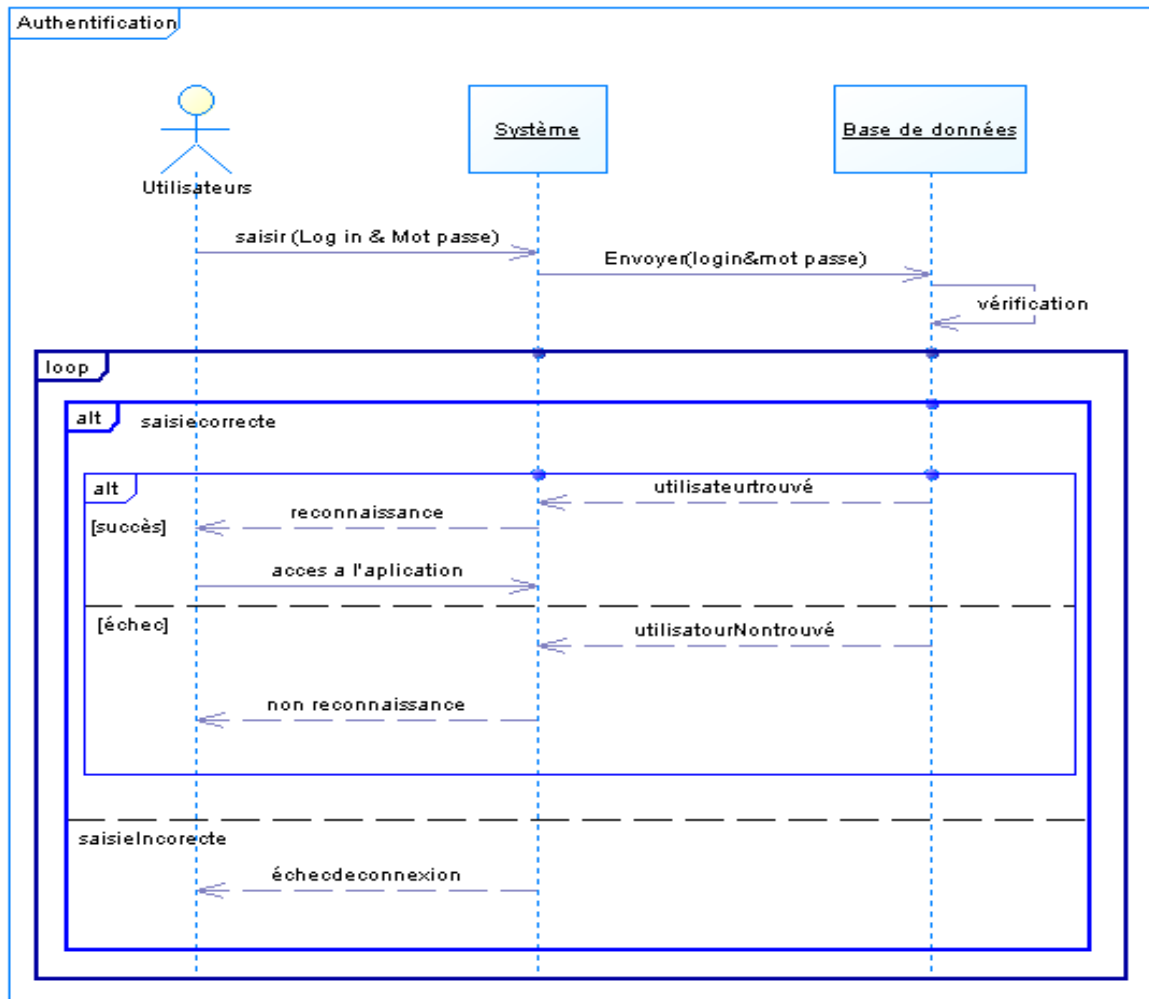 Authentification
Système
Base de données
Utilisateurs
saisir (Log in & Mot passe)
Envoyer(login&mot passe)
vérification
loop
alt
saisiecorrecte
alt
utilisateurtrouvé
reconnaissance
[succès]
acces a l'aplication
[échec]
utilisatourNontrouvé
non reconnaissance
saisieIncorecte
échecdeconnexion